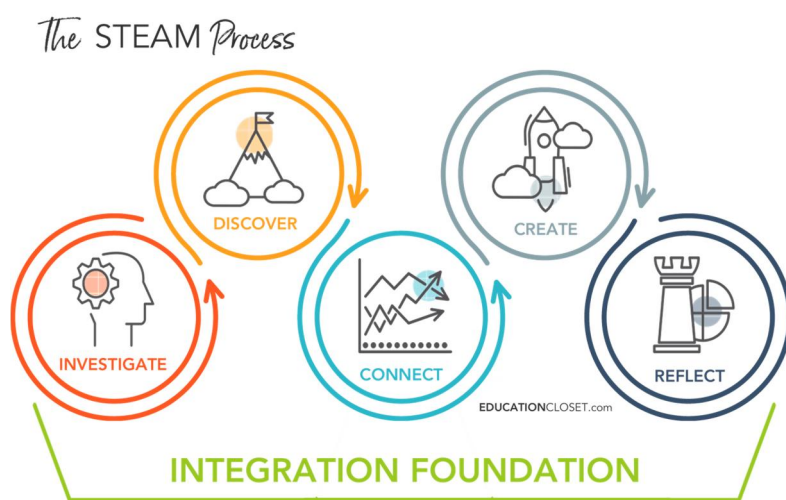 The STEAM Process
DISCOVER
CREATE
INVESTIGATE
CONNECT
REFLECT
EDUCATIONCLOSET.com
INTEGRATION FOUNDATION